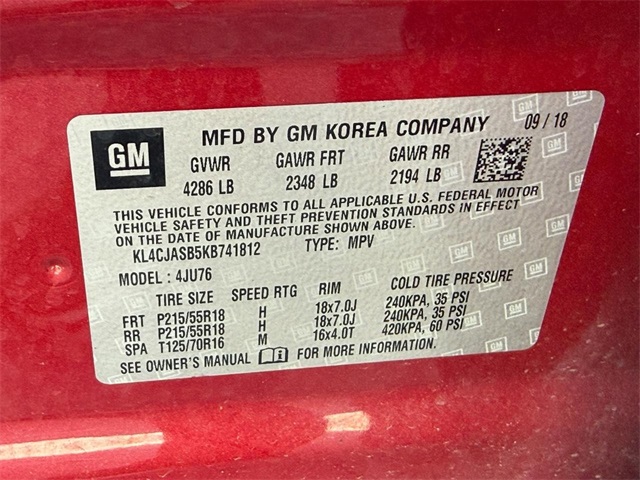 GM MFD BY GM KOREA COMPANY 09 / 18
GVWR GAWR FRT GAWR RR
4286 LB 2348 LB 2194 LB
THIS VEHICLE CONFORMS TO ALL APPLICABLE U.S. FEDERAL MOTOR
VEHICLE SAFETY AND THEFT PREVENTION STANDARDS IN EFFECT
ON THE DATE OF MANUFACTURE SHOWN ABOVE.
KL4CJASB5KB741812 TYPE: MPV
MODEL : 4JU76
TIRE SIZE SPEED RTG RIM COLD TIRE PRESSURE
FRT P215/55R18 H 18x7.0J 240KPA, 35 PSI
RR P215/55R18 H 18x7.0J 240KPA, 35 PSI
SPA T125/70R16 M 16x4.0T 420KPA, 60 PSI
SEE OWNER'S MANUAL FOR MORE INFORMATION.